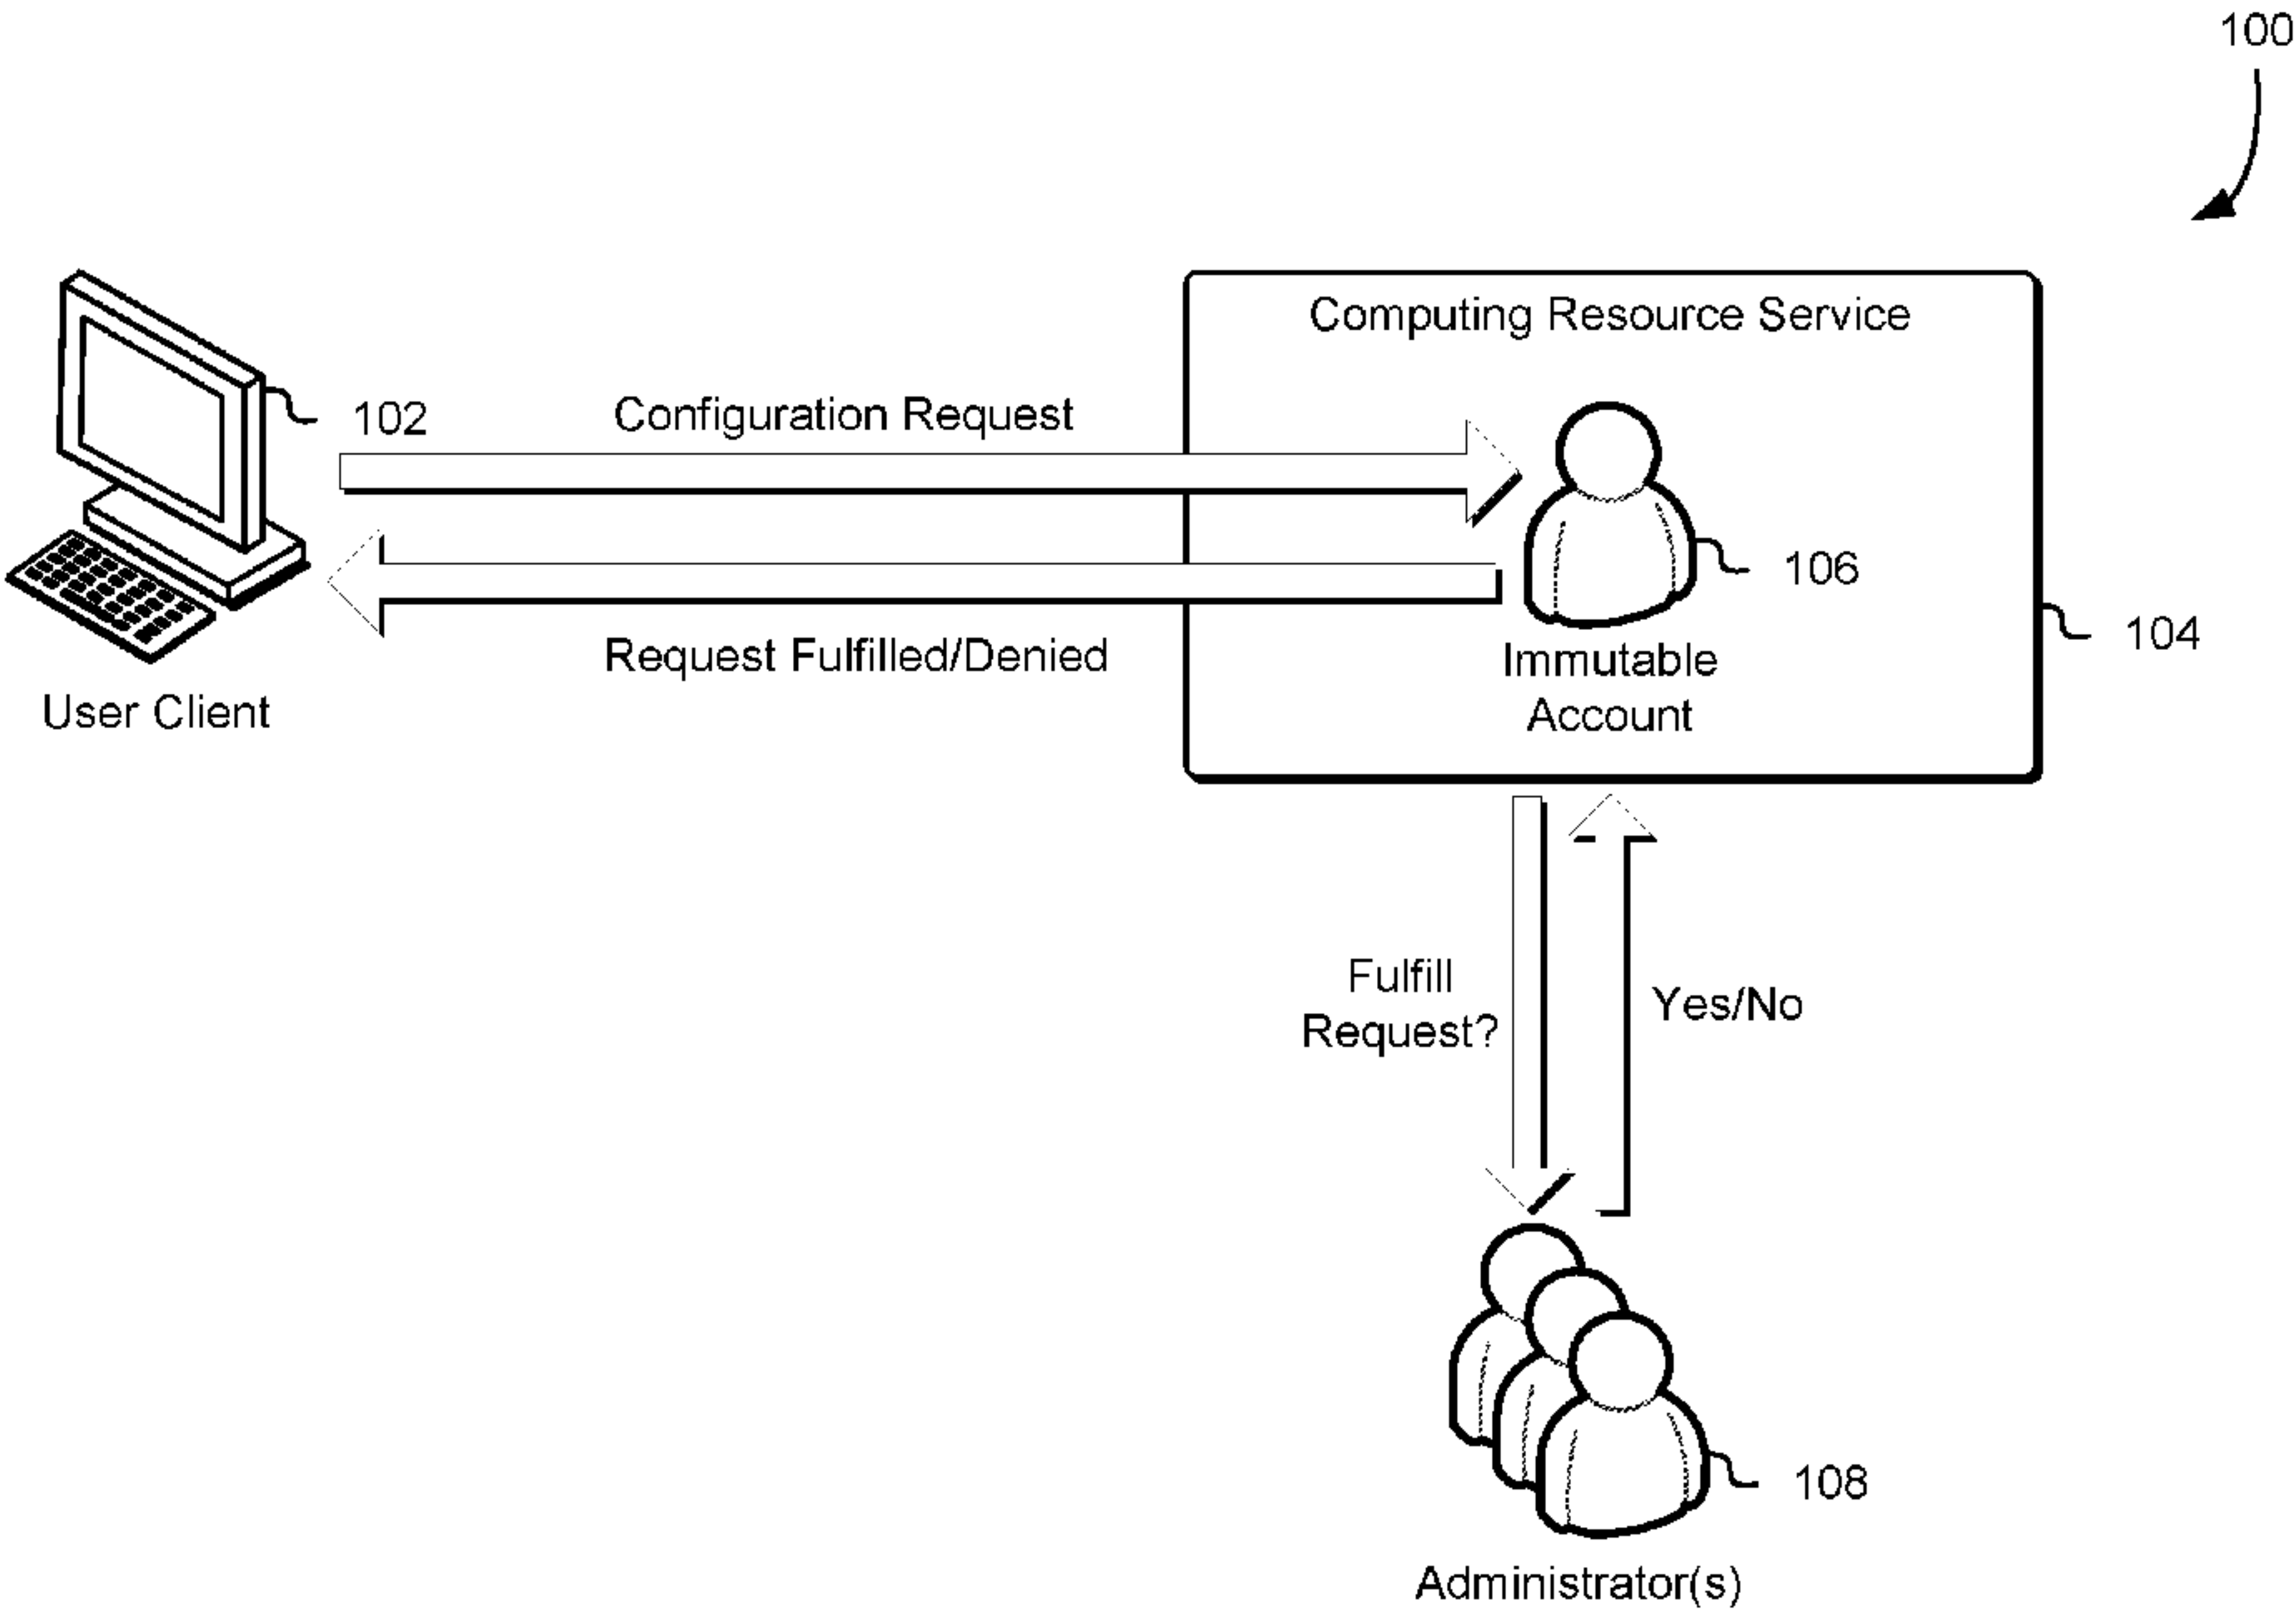 100
Computing Resource Service
102
Configuration Request
106
104
Request Fulfilled/Denied
Immutable
Account
User Client
Fulfill
Request?
Yes/No
108
Administrator(s)